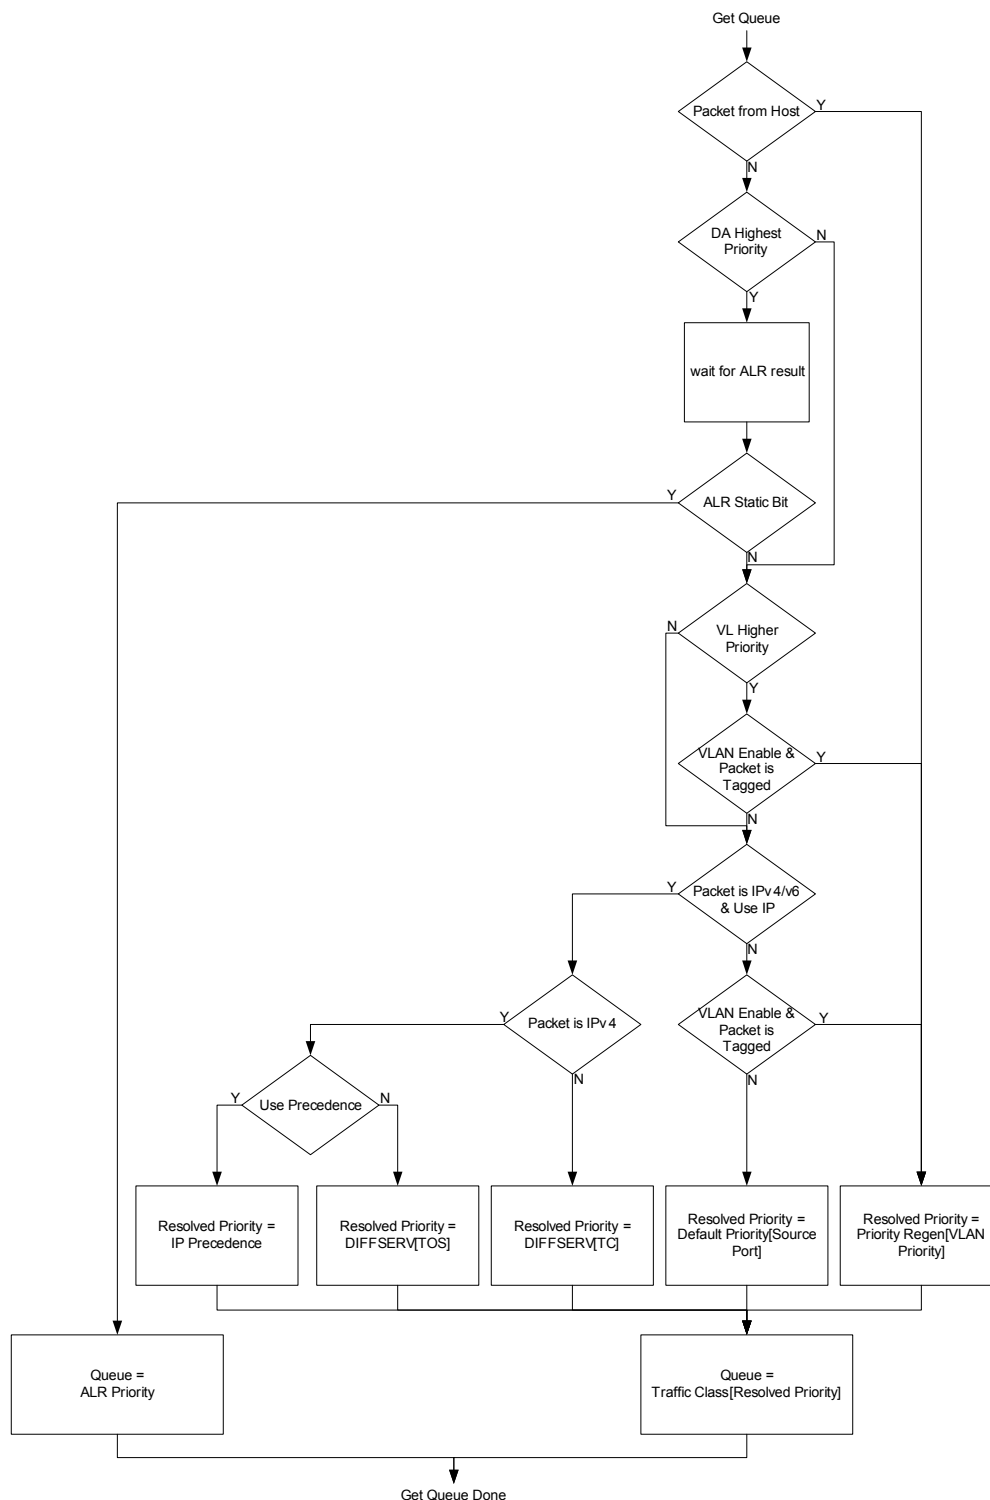 Get Queue
Packet from Host
Y
N
DA Highest
Priority
N
Y
wait for ALR result
ALR Static Bit
Y
N
VL Higher
Priority
N
Y
VLAN Enable &
Packet is
Tagged
Y
N
Packet is IPv4/v6
& Use IP
Y
N
Packet is IPv4
Y
N
VLAN Enable &
Packet is
Tagged
Y
N
Use Precedence
Y
N
Resolved Priority =
IP Precedence
Resolved Priority =
DIFFSERV[TOS]
Resolved Priority =
DIFFSERV[TC]
Resolved Priority =
Default Priority[Source
Port]
Resolved Priority =
Priority Regen[VLAN
Priority]
Queue =
ALR Priority
Queue =
Traffic Class[Resolved Priority]
Get Queue Done